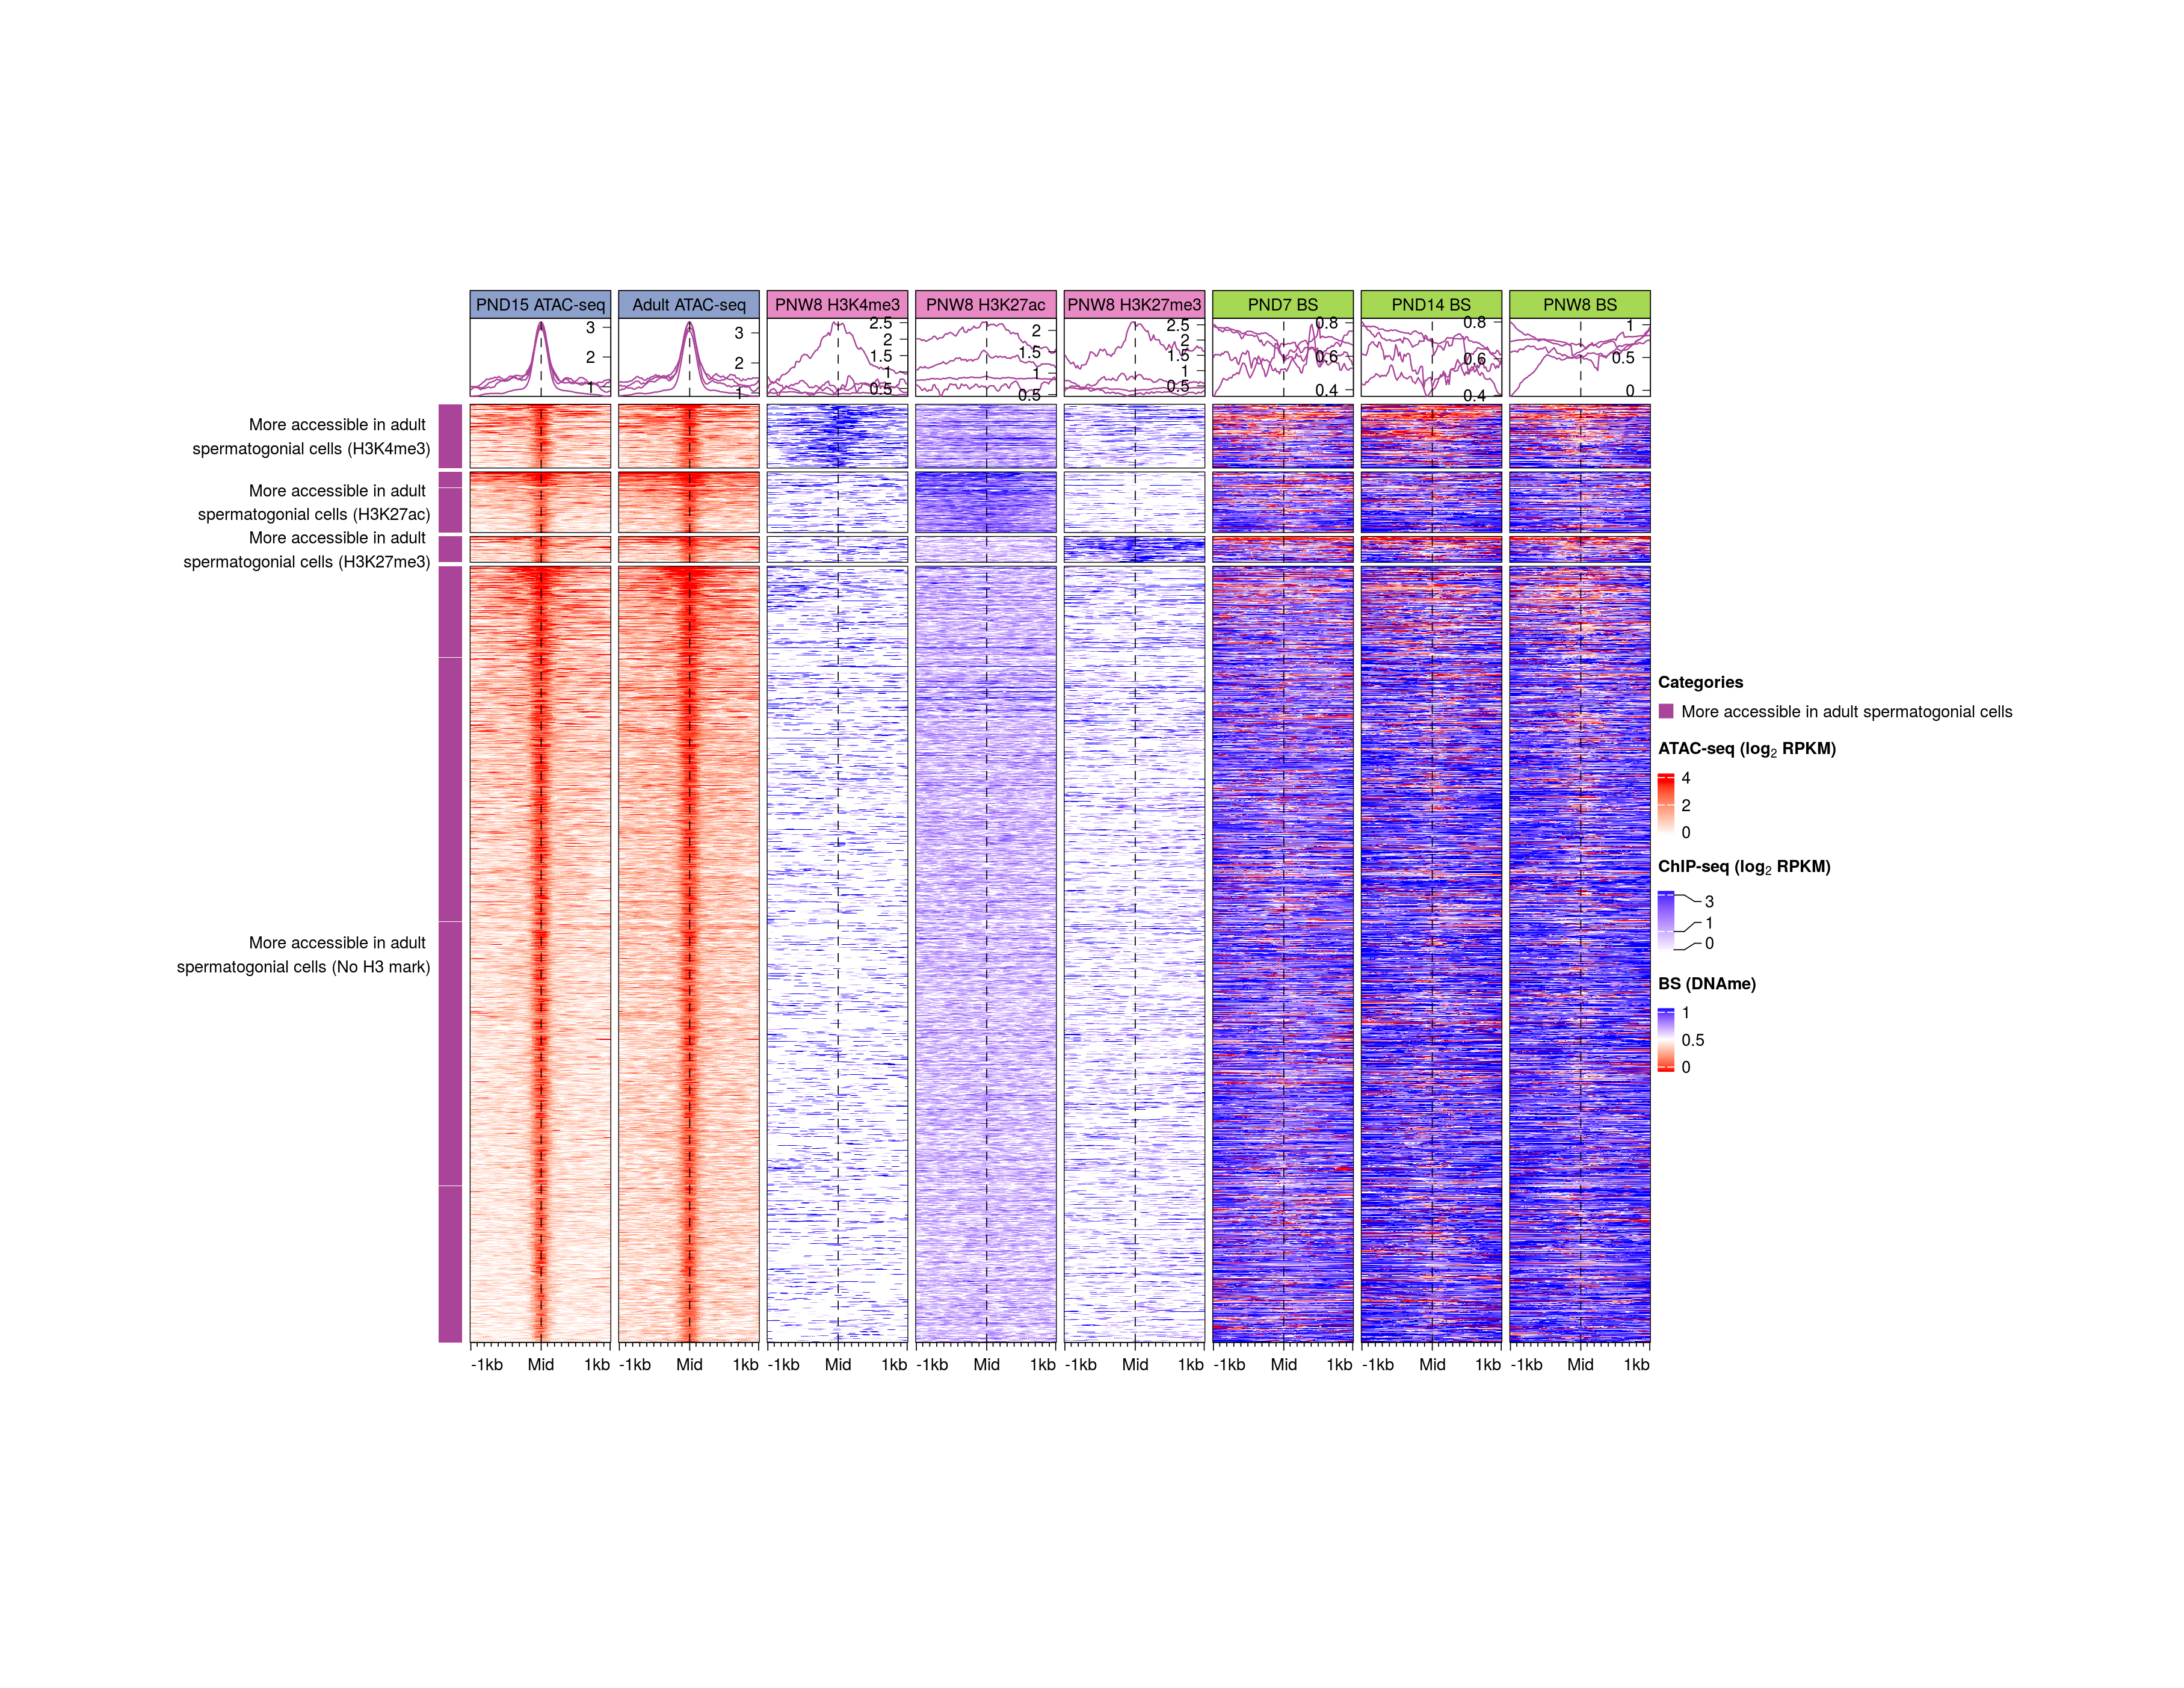 PND15 ATAC-seq Adult ATAC-seq PNW8 H3K4me3 PNW8 H3K27ac PNW8 H3K27me3 PND7 BS PND14 BS PNW8 BS
3
2
1
3
2
1
2.5
2
1.5
1
0.5
2
1.5
1
0.5
2.5
2
1.5
1
0.5
0.8
0.6
0.4
0.8
0.6
0.4
1
0.5
0
More accessible in adult
spermatogonial cells (H3K4me3)
More accessible in adult
spermatogonial cells (H3K27ac)
More accessible in adult
spermatogonial cells (H3K27me3)
More accessible in adult
spermatogonial cells (No H3 mark)
-1kb Mid 1kb -1kb Mid 1kb -1kb Mid 1kb -1kb Mid 1kb -1kb Mid 1kb -1kb Mid 1kb -1kb Mid 1kb -1kb Mid 1kb
Categories
More accessible in adult spermatogonial cells
ATAC-seq (log₂ RPKM)
4
2
0
ChIP-seq (log₂ RPKM)
3
1
0
BS (DNAme)
1
0.5
0